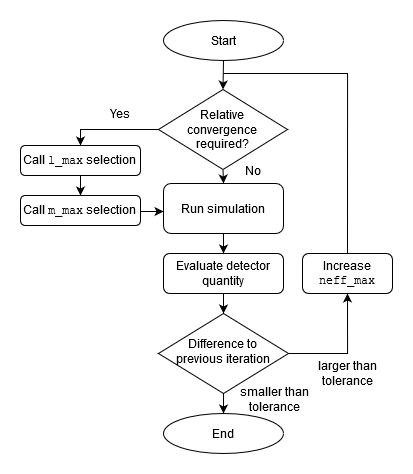 Start
Relative
convergence
required?
Yes
No
Call l_max selection
Call m_max selection
Run simulation
Evaluate detector
quantity
Increase
neff_max
Difference to
previous iteration
larger than
tolerance
smaller than
tolerance
End